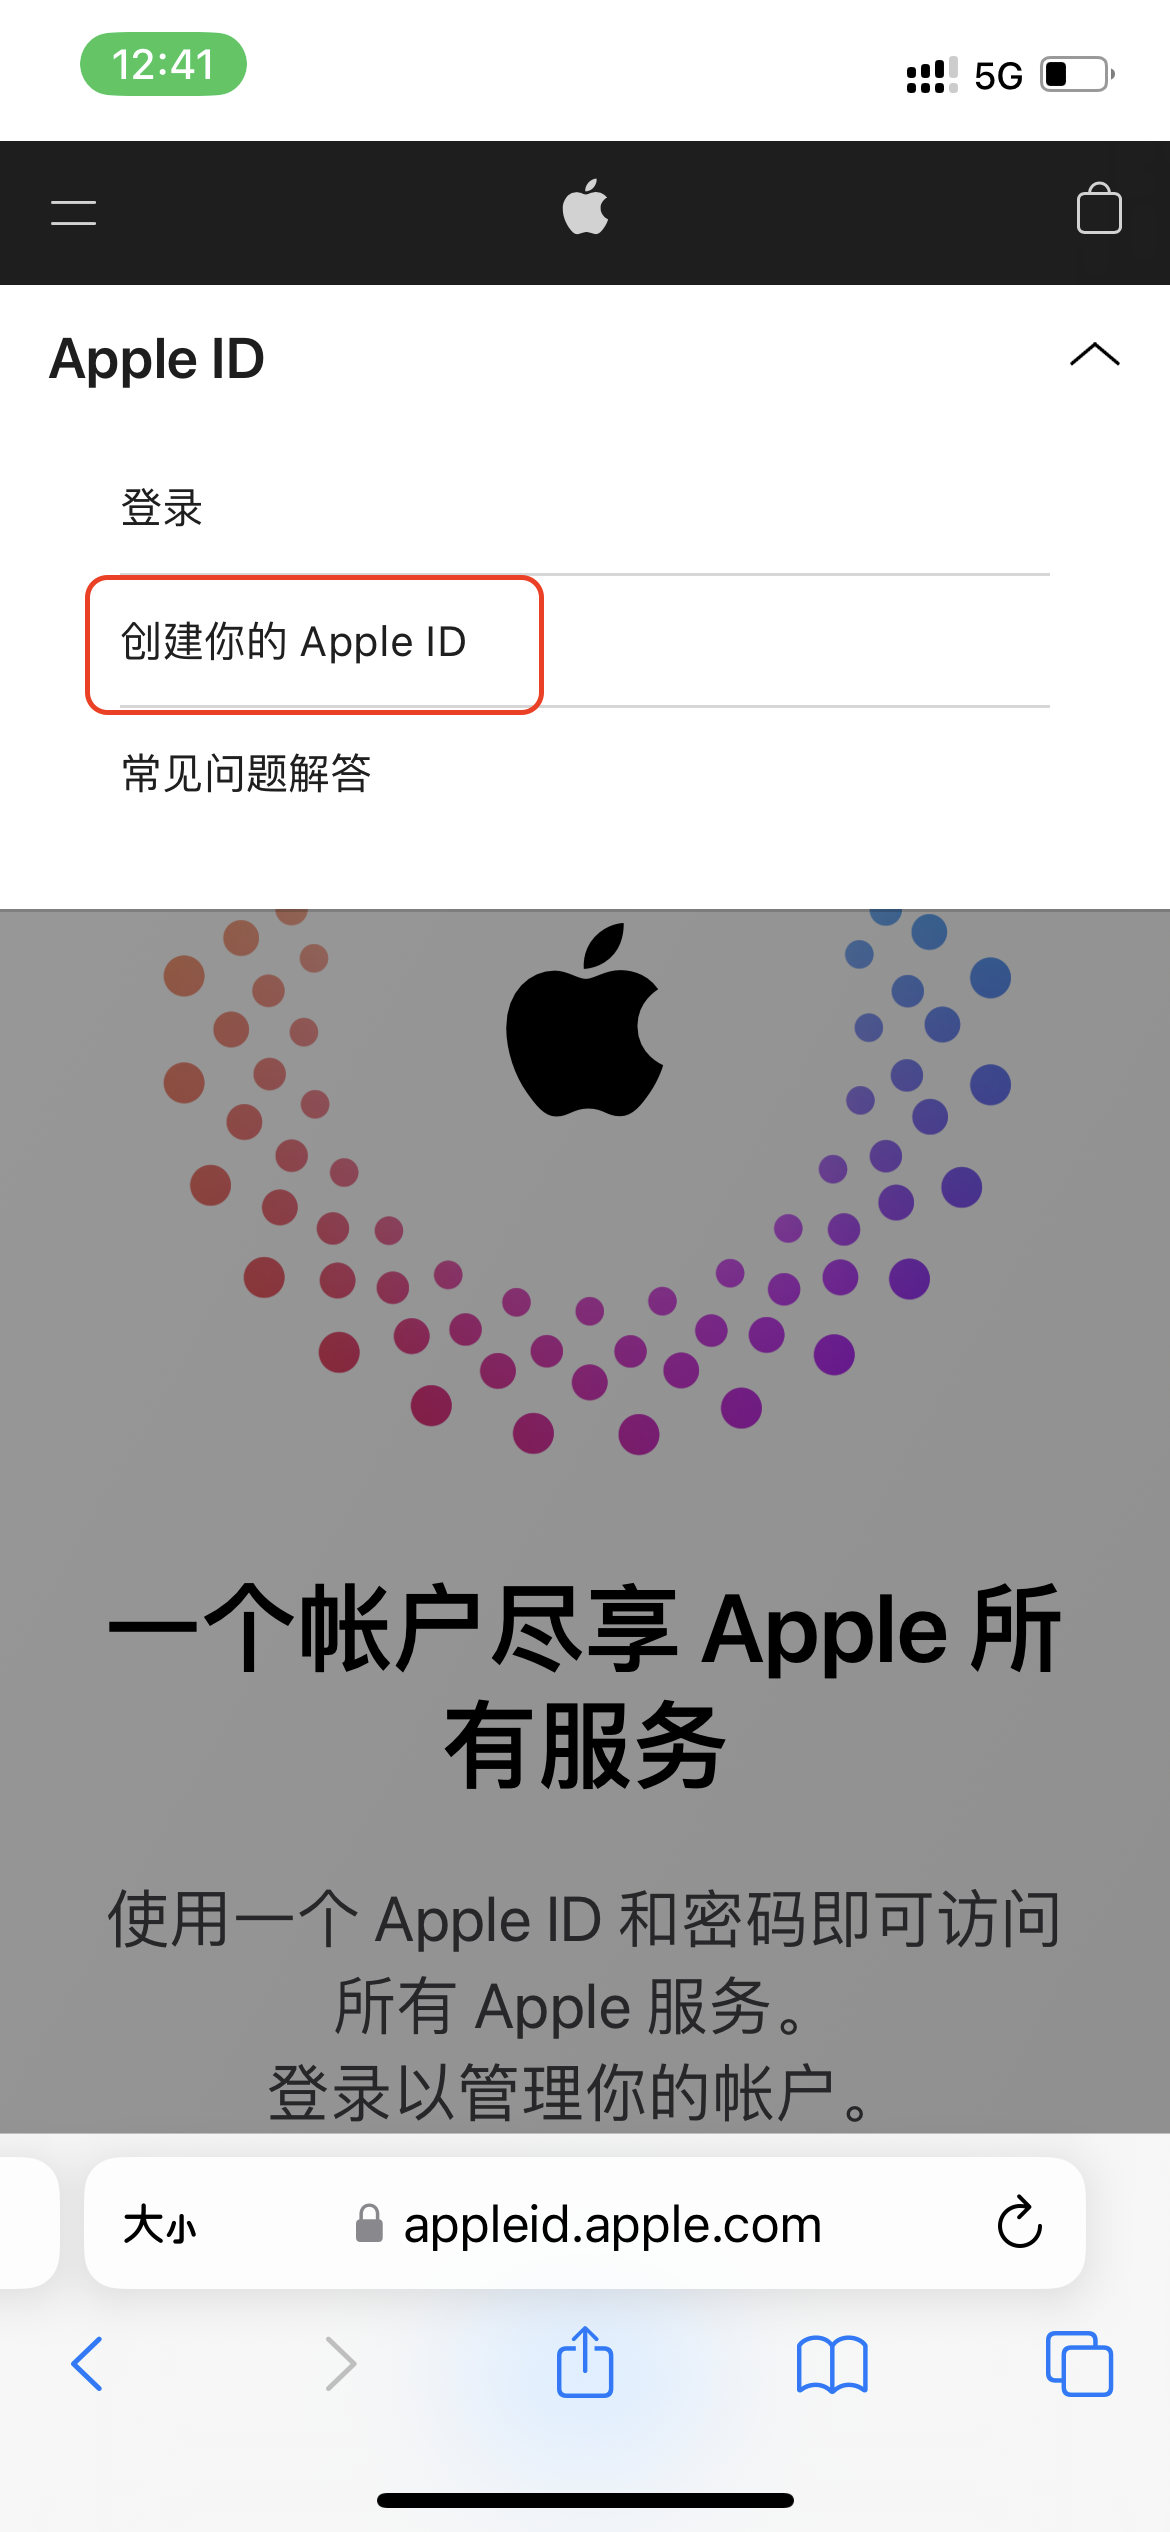 12:41
5G
Apple ID
登录
创建你的 Apple ID
常见问题解答
一个帐户尽享 Apple 所
有服务
使用一个 Apple ID 和密码即可访问
所有 Apple 服务。
登录以管理你的帐户。
大小
appleid.apple.com